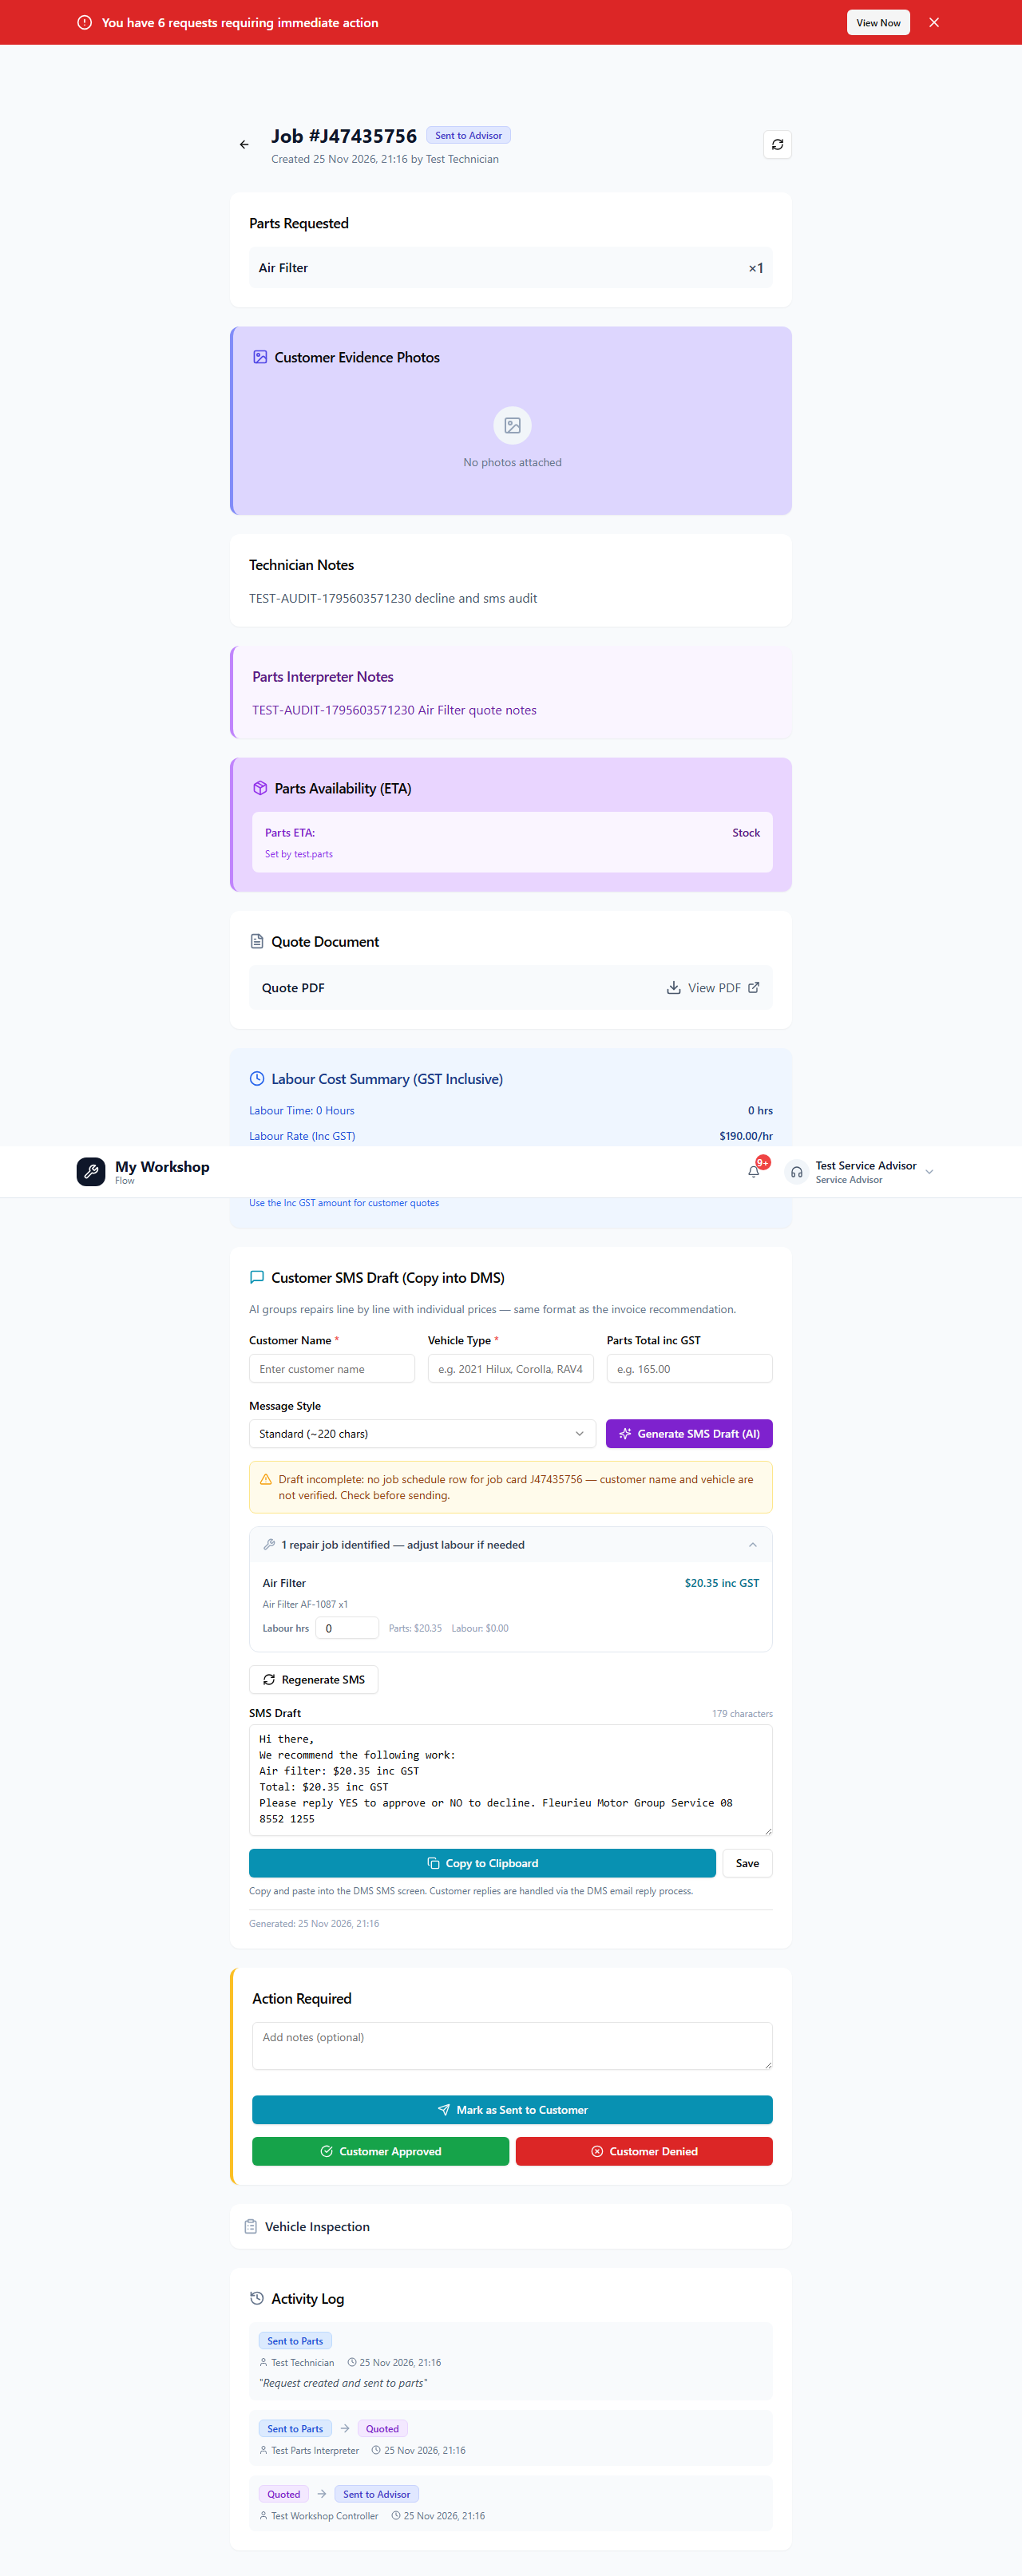 You have 6 requests requiring immediate action
View Now
Job #J47435756
Sent to Advisor
Created 25 Nov 2026, 21:16 by Test Technician
Parts Requested
Air Filter
×1
Customer Evidence Photos
No photos attached
Technician Notes
TEST-AUDIT-1795603571230 decline and sms audit
Parts Interpreter Notes
TEST-AUDIT-1795603571230 Air Filter quote notes
Parts Availability (ETA)
Parts ETA:
Stock
Set by test.parts
Quote Document
Quote PDF
View PDF
Labour Cost Summary (GST Inclusive)
Labour Time: 0 Hours
0 hrs
Labour Rate (Inc GST)
$190.00/hr
My Workshop
Flow
9+
Test Service Advisor
Service Advisor
Use the Inc GST amount for customer quotes
Customer SMS Draft (Copy into DMS)
AI groups repairs line by line with individual prices — same format as the invoice recommendation.
Customer Name *
Vehicle Type *
Parts Total inc GST
Enter customer name
e.g. 2021 Hilux, Corolla, RAV4
e.g. 165.00
Message Style
Standard (~220 chars)
Generate SMS Draft (AI)
Draft incomplete: no job schedule row for job card J47435756 — customer name and vehicle are
not verified. Check before sending.
1 repair job identified — adjust labour if needed
Air Filter
$20.35 inc GST
Air Filter AF-1087 x1
Labour hrs
0
Parts: $20.35
Labour: $0.00
Regenerate SMS
SMS Draft
179 characters
Hi there,
We recommend the following work:
Air filter: $20.35 inc GST
Total: $20.35 inc GST
Please reply YES to approve or NO to decline. Fleurieu Motor Group Service 08
8552 1255
Copy to Clipboard
Save
Copy and paste into the DMS SMS screen. Customer replies are handled via the DMS email reply process.
Generated: 25 Nov 2026, 21:16
Action Required
Add notes (optional)
Mark as Sent to Customer
Customer Approved
Customer Denied
Vehicle Inspection
Activity Log
Sent to Parts
Test Technician
25 Nov 2026, 21:16
"Request created and sent to parts"
Sent to Parts
Quoted
Test Parts Interpreter
25 Nov 2026, 21:16
Quoted
Sent to Advisor
Test Workshop Controller
25 Nov 2026, 21:16